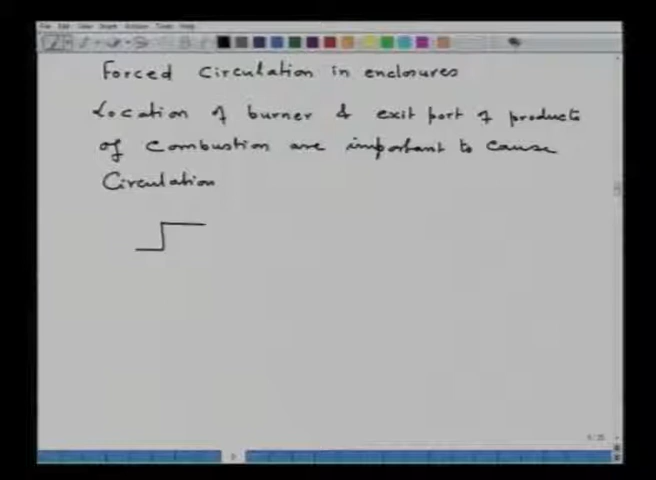 Forced Circulation in enclosures
Location of burner & exit port of products
of Combustion are important to cause
Circulation